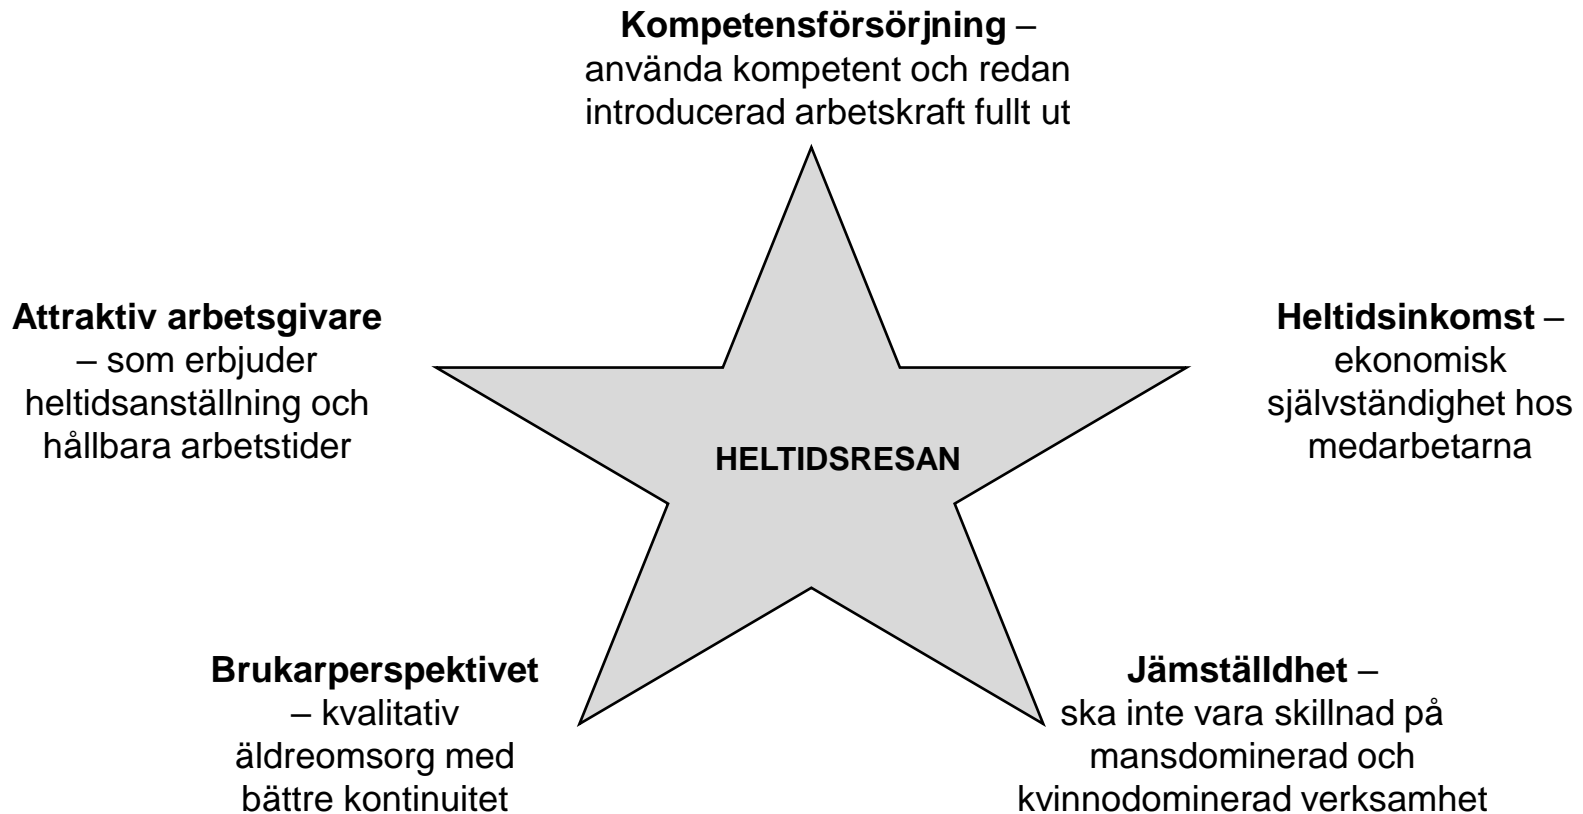 Kompetensförsörjning –
använda kompetent och redan
introducerad arbetskraft fullt ut
Attraktiv arbetsgivare
– som erbjuder
heltidsanställning och
hållbara arbetstider
Heltidsinkomst –
ekonomisk
självständighet hos
medarbetarna
HELTIDSRESAN
Brukarperspektivet
– kvalitativ
äldreomsorg med
bättre kontinuitet
Jämställdhet –
ska inte vara skillnad på
mansdominerad och
kvinnodominerad verksamhet